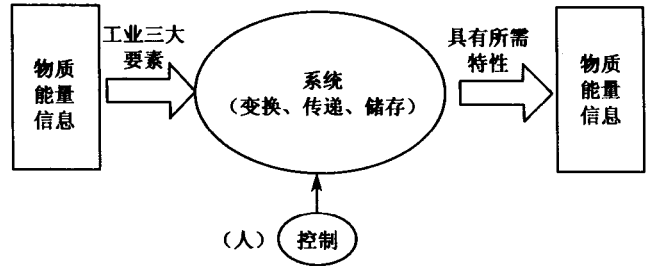 物质
能量
信息
工业三大
要素
系统
（变换、传递、储存）
具有所需
特性
物质
能量
信息
（人）
控制